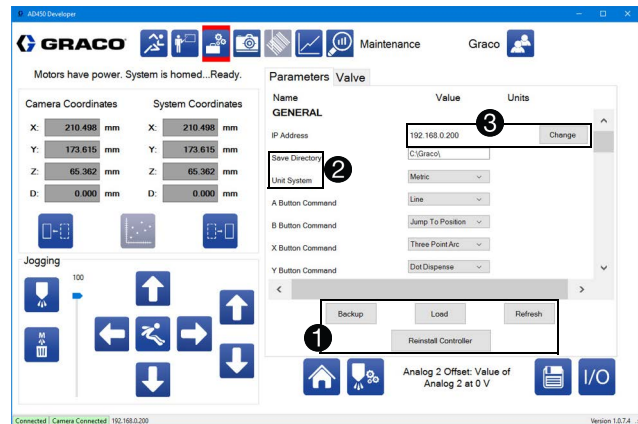 AD450 Developer
GRACO
Maintenance
Graco
Motors have power. System is homed...Ready.
Camera Coordinates
System Coordinates
X: 210.498 mm
X: 210.498 mm
Y: 173.615 mm
Y: 173.615 mm
Z: 65.362 mm
Z: 65.362 mm
D: 0.000 mm
D: 0.000 mm
Jogging
100
M
Parameters Valve
Name Value Units
GENERAL
3
IP Address 192.168.0.200 Change
Save Directory C:\Graco\
2
Unit System Metric
A Button Command Line
B Button Command Jump To Position
X Button Command Three Point Arc
Y Button Command Dot Dispense
1
Backup Load Refresh
Reinstall Controller
Analog 2 Offset: Value of
Analog 2 at 0 V
I/O
Connected Camera Connected 192.168.0.200
Version 1.0.7.4